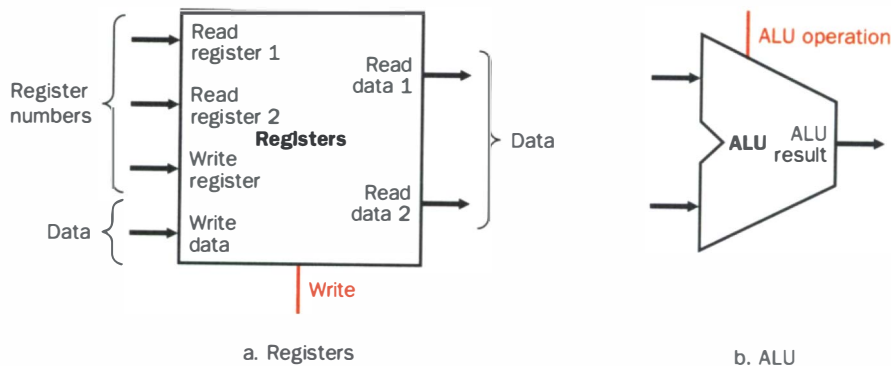 Register
numbers
Data
Read
register 1
Read
register 2
Write
register
Write
data
Registers
Read
data 1
Read
data 2
Data
Write
a. Registers
ALU operation
ALU
ALU
result
b. ALU